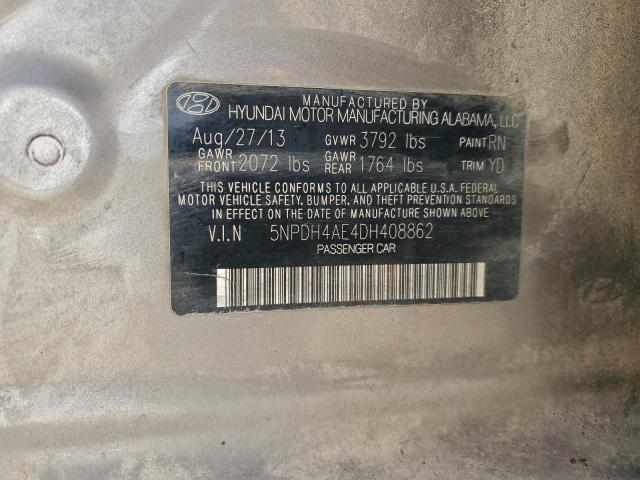 MANUFACTURED BY
HYUNDAI MOTOR MANUFACTURING ALABAMA, LLC
Aug/27/13 GVWR 3792 lbs PAINT RN
GAWR FRONT 2072 lbs GAWR REAR 1764 lbs TRIM YD
THIS VEHICLE CONFORMS TO ALL APPLICABLE U.S.A. FEDERAL
MOTOR VEHICLE SAFETY, BUMPER, AND THEFT PREVENTION STANDARDS
IN EFFECT ON THE DATE OF MANUFACTURE SHOWN ABOVE.
V.I.N 5NPDH4AE4DH408862
PASSENGER CAR